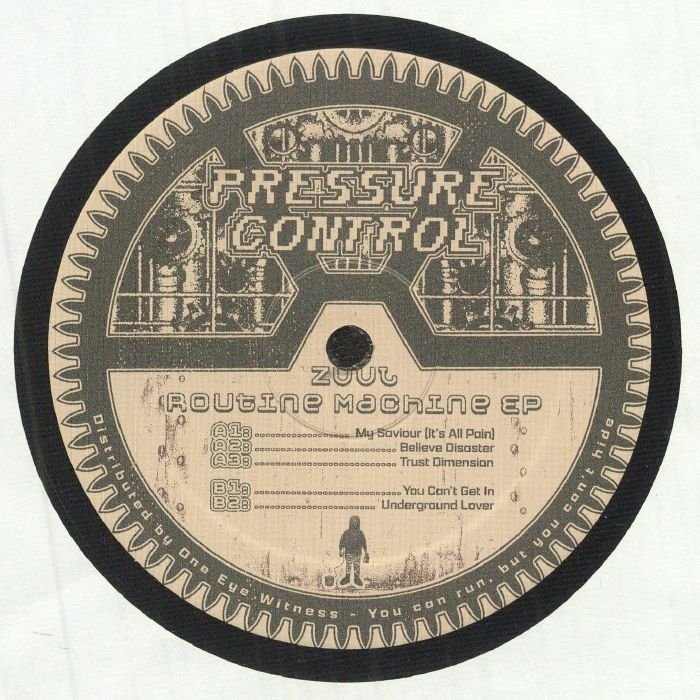 PRESSURE
CONTROL
ZUUL
Routine Machine EP
A1: My Saviour (It's All Pain)
A2: Believe Disaster
A3: Trust Dimension
B1: You Can't Get In
B2: Underground Lover
Distributed by One Eye Witness - You can run, but you can't hide